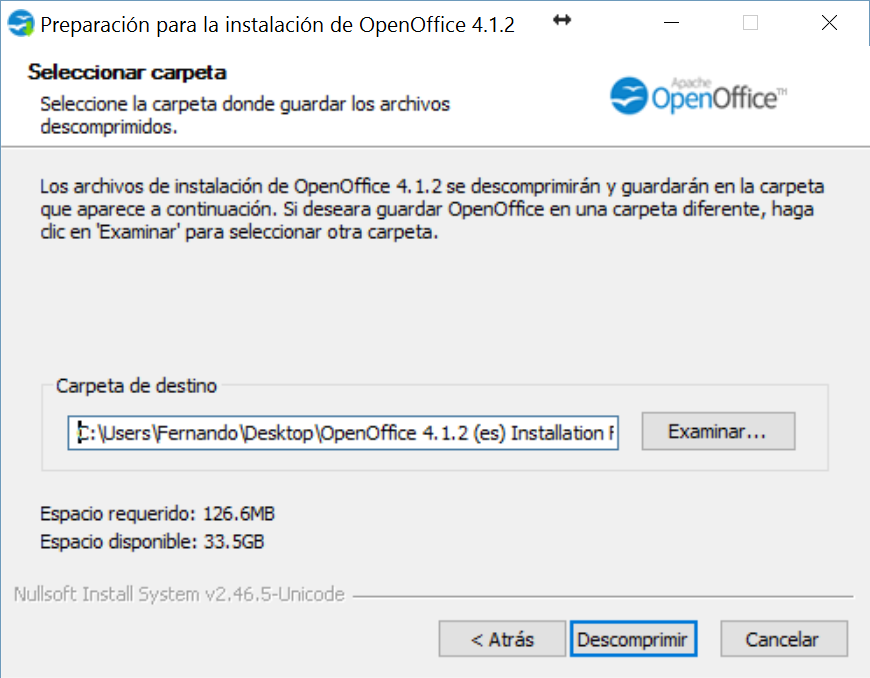 Preparación para la instalación de OpenOffice 4.1.2
Seleccionar carpeta
Seleccione la carpeta donde guardar los archivos
descomprimidos.
Apache
OpenOffice™
Los archivos de instalación de OpenOffice 4.1.2 se descomprimirán y guardarán en la carpeta
que aparece a continuación. Si deseara guardar OpenOffice en una carpeta diferente, haga
clic en 'Examinar' para seleccionar otra carpeta.
Carpeta de destino
C:\Users\Fernando\Desktop\OpenOffice 4.1.2 (es) Installation F
Examinar...
Espacio requerido: 126.6MB
Espacio disponible: 33.5GB
Nullsoft Install System v2.46.5-Unicode
< Atrás
Descomprimir
Cancelar